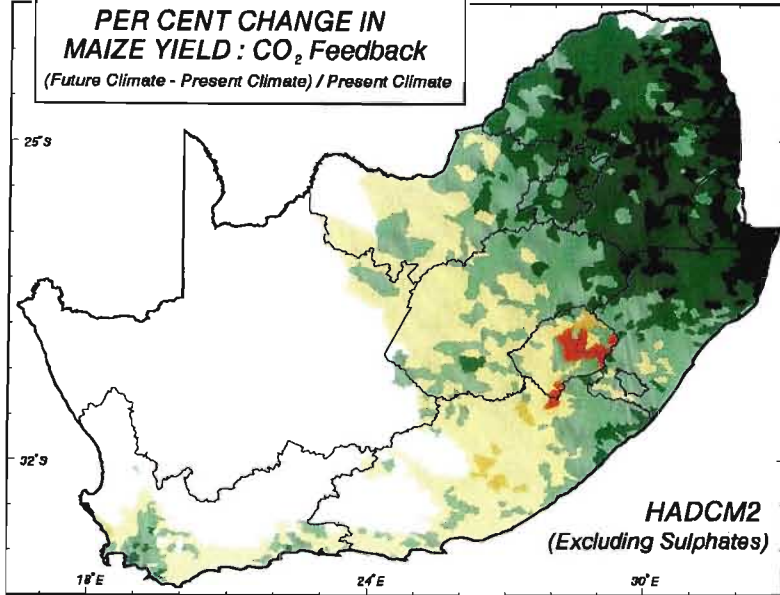 PER CENT CHANGE IN
MAIZE YIELD : CO₂ Feedback
(Future Climate - Present Climate) / Present Climate
25°S
32°S
HADCM2
(Excluding Sulphates)
18°E
24°E
30°E